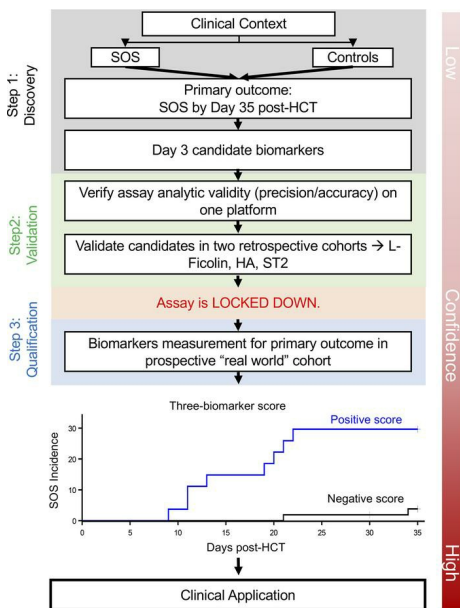 Clinical Context
SOS
Controls
Step 1:
Discovery
Primary outcome:
SOS by Day 35 post-HCT
Day 3 candidate biomarkers
Step2:
Validation
Verify assay analytic validity (precision/accuracy) on
one platform
Validate candidates in two retrospective cohorts → L-
Ficolin, HA, ST2
Assay is LOCKED DOWN.
Step 3:
Qualification
Biomarkers measurement for primary outcome in
prospective “real world” cohort
Three-biomarker score
Positive score
Negative score
SOS Incidence
30
20
10
0
0
5
10
15
20
25
30
35
Days post-HCT
Clinical Application
Low
Confidence
High